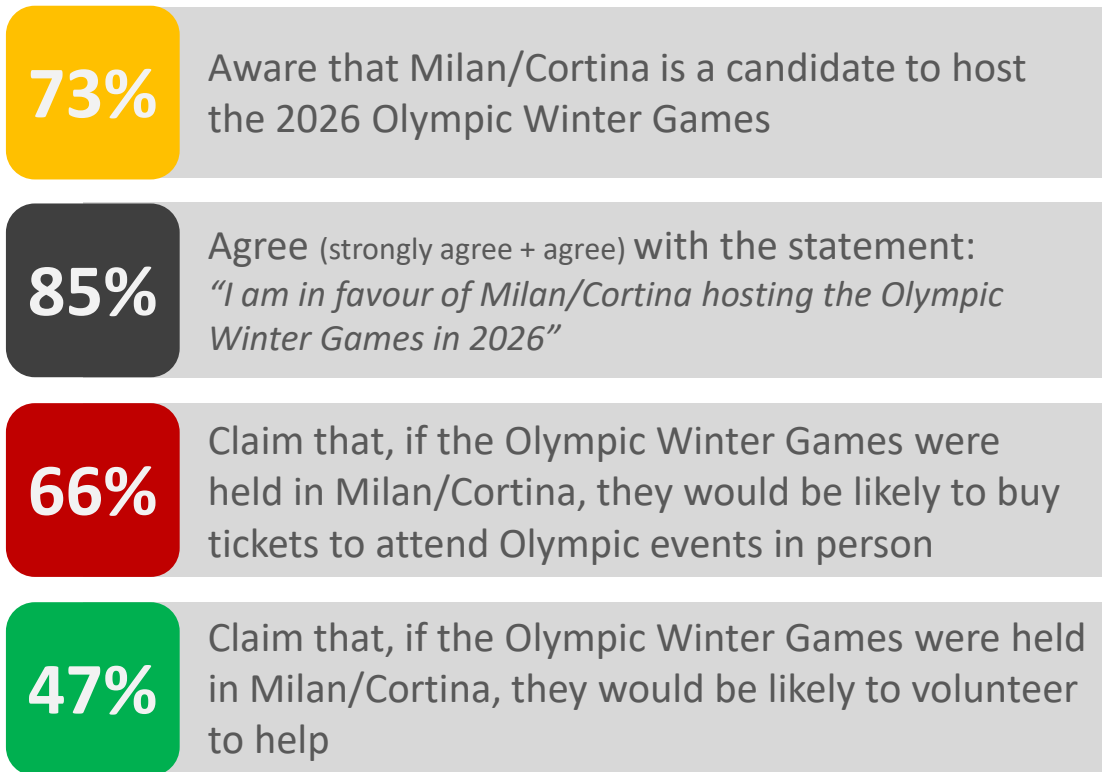 73%
Aware that Milan/Cortina is a candidate to host
the 2026 Olympic Winter Games
85%
Agree (strongly agree + agree) with the statement:
“I am in favour of Milan/Cortina hosting the Olympic
Winter Games in 2026”
66%
Claim that, if the Olympic Winter Games were
held in Milan/Cortina, they would be likely to buy
tickets to attend Olympic events in person
47%
Claim that, if the Olympic Winter Games were held
in Milan/Cortina, they would be likely to volunteer
to help